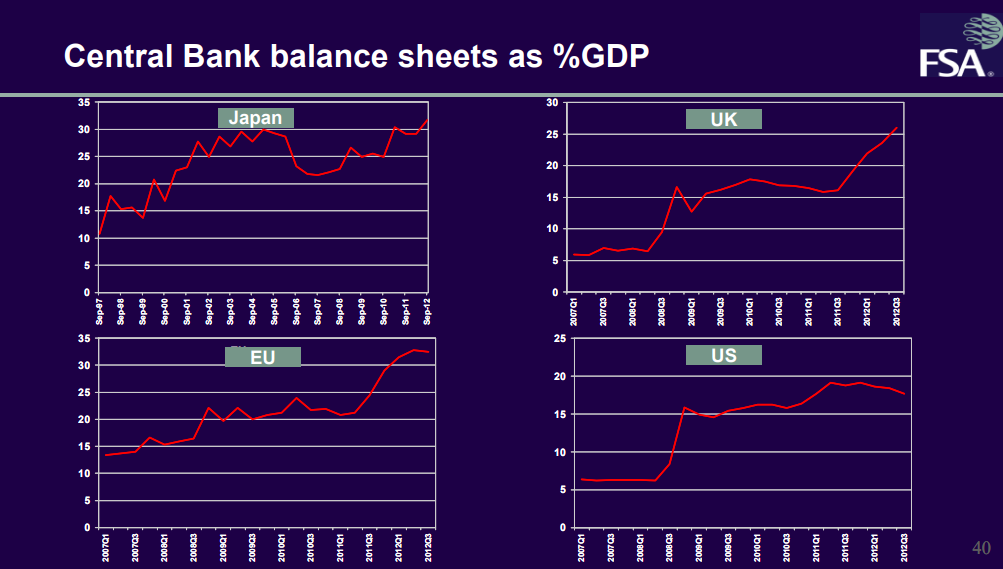 Central Bank balance sheets as %GDP
FSA
®
Japan
35
30
25
20
15
10
5
0
Sep-97
Sep-98
Sep-99
Sep-00
Sep-01
Sep-02
Sep-03
Sep-04
Sep-05
Sep-06
Sep-07
Sep-08
Sep-09
Sep-10
Sep-11
Sep-12
UK
30
25
20
15
10
5
0
2007Q1
2007Q3
2008Q1
2008Q3
2009Q1
2009Q3
2010Q1
2010Q3
2011Q1
2011Q3
2012Q1
2012Q3
EU
35
30
25
20
15
10
5
0
2007Q1
2007Q3
2008Q1
2008Q3
2009Q1
2009Q3
2010Q1
2010Q3
2011Q1
2011Q3
2012Q1
2012Q3
US
25
20
15
10
5
0
2007Q1
2007Q3
2008Q1
2008Q3
2009Q1
2009Q3
2010Q1
2010Q3
2011Q1
2011Q3
2012Q1
2012Q3
40